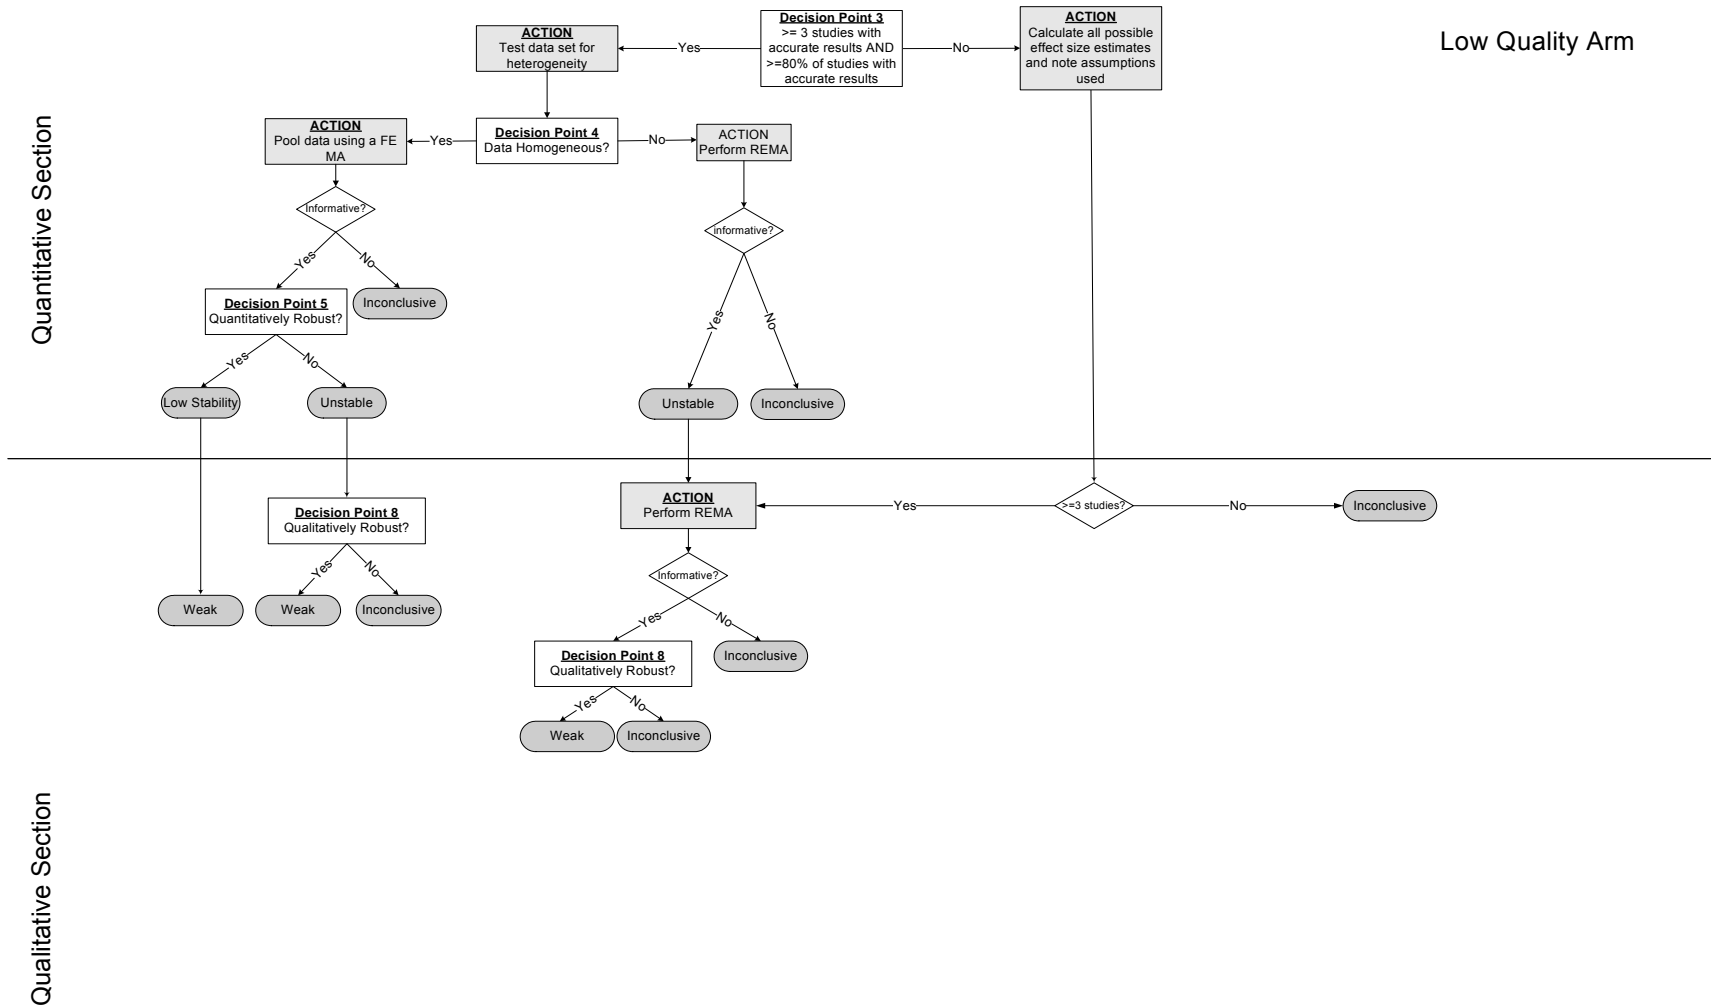 Low Quality Arm
Quantitative Section
Decision Point 3
>= 3 studies with
accurate results AND
>=80% of studies with
accurate results
Yes
No
ACTION
Test data set for
heterogeneity
ACTION
Calculate all possible
effect size estimates
and note assumptions
used
Decision Point 4
Data Homogeneous?
Yes
No
ACTION
Pool data using a FE
MA
ACTION
Perform REMA
Informative?
Yes
No
informative?
Yes
No
Decision Point 5
Quantitatively Robust?
Inconclusive
Yes
No
Low Stability
Unstable
Unstable
Inconclusive
Qualitative Section
Decision Point 8
Qualitatively Robust?
Yes
No
Weak
Weak
Inconclusive
ACTION
Perform REMA
Yes
>=3 studies?
No
Inconclusive
Informative?
Yes
No
Decision Point 8
Qualitatively Robust?
Inconclusive
Yes
No
Weak
Inconclusive